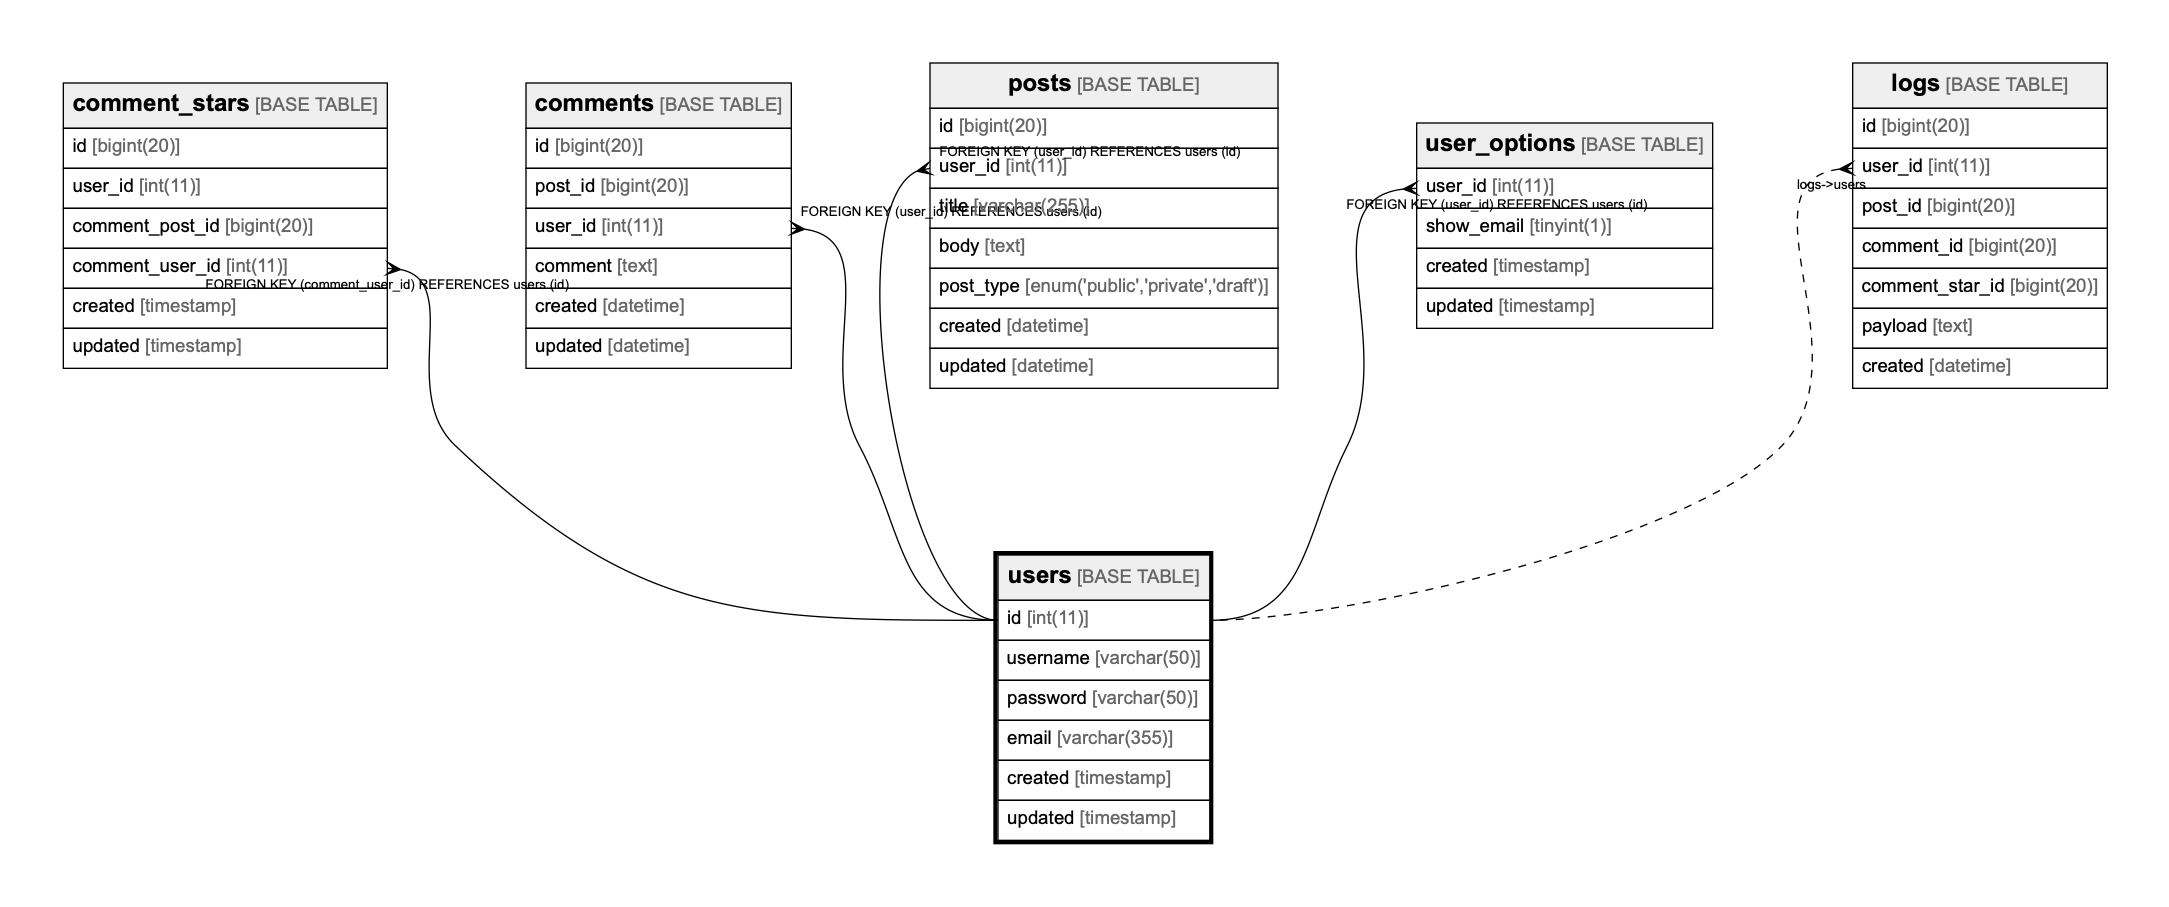 comment_stars [BASE TABLE]
id [bigint(20)]
user_id [int(11)]
comment_post_id [bigint(20)]
comment_user_id [int(11)]
FOREIGN KEY (comment_user_id) REFERENCES users (id)
created [timestamp]
updated [timestamp]
comments [BASE TABLE]
id [bigint(20)]
post_id [bigint(20)]
user_id [int(11)]
FOREIGN KEY (user_id) REFERENCES users (id)
comment [text]
created [datetime]
updated [datetime]
posts [BASE TABLE]
id [bigint(20)]
FOREIGN KEY (user_id) REFERENCES users (id)
user_id [int(11)]
title [varchar(255)]
body [text]
post_type [enum('public','private','draft')]
created [datetime]
updated [datetime]
user_options [BASE TABLE]
user_id [int(11)]
FOREIGN KEY (user_id) REFERENCES users (id)
show_email [tinyint(1)]
created [timestamp]
updated [timestamp]
logs [BASE TABLE]
id [bigint(20)]
user_id [int(11)]
logs->users
post_id [bigint(20)]
comment_id [bigint(20)]
comment_star_id [bigint(20)]
payload [text]
created [datetime]
users [BASE TABLE]
id [int(11)]
username [varchar(50)]
password [varchar(50)]
email [varchar(355)]
created [timestamp]
updated [timestamp]